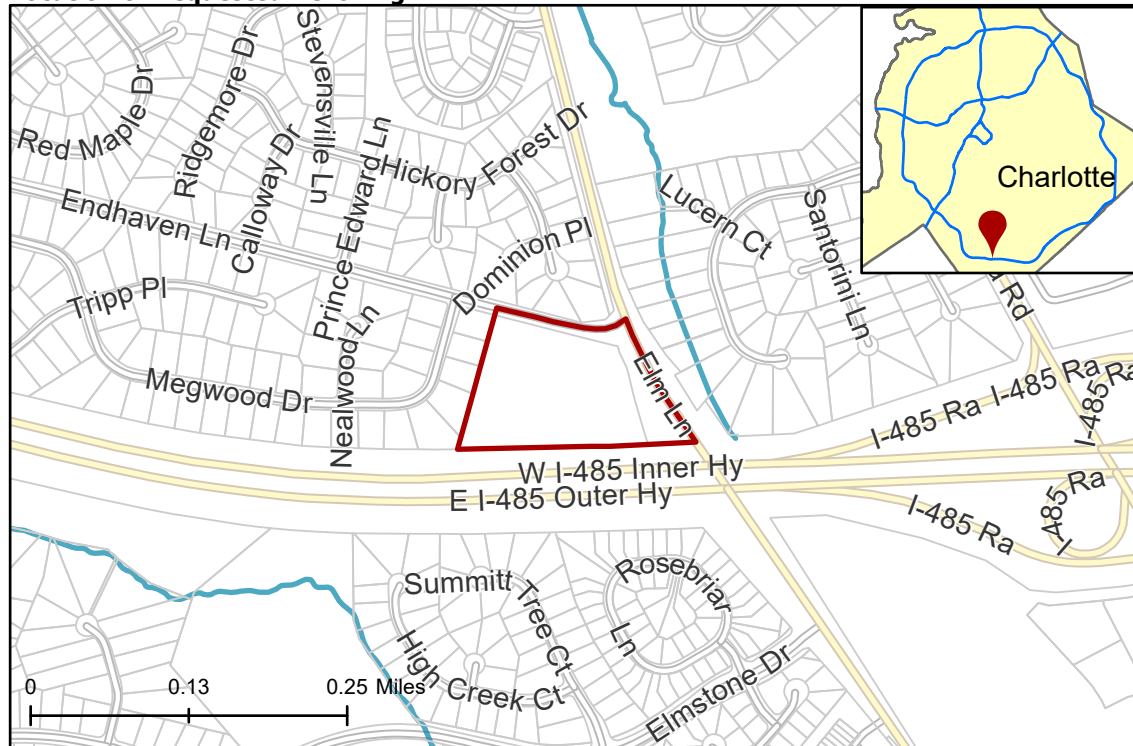 Red Maple Dr
Ridgemore Dr
Stevensville Ln
Calloway Dr
Prince Edward Ln
Hickory Forest Dr
Endhaven Ln
Tripp Pl
Dominion Pl
Nealwood Ln
Megwood Dr
Lucern Ct
Santorini Ln
Charlotte
Rd
Elm Ln
I-485 Ra
I-485 Ra
I-485 Ra
I-485
W I-485 Inner Hy
E I-485 Outer Hy
I-485 Ra
I-485 Ra
Summitt Tree Ct
High Creek Ct
Rosebriar Ln
Elmstone Dr
0 0.13 0.25 Miles